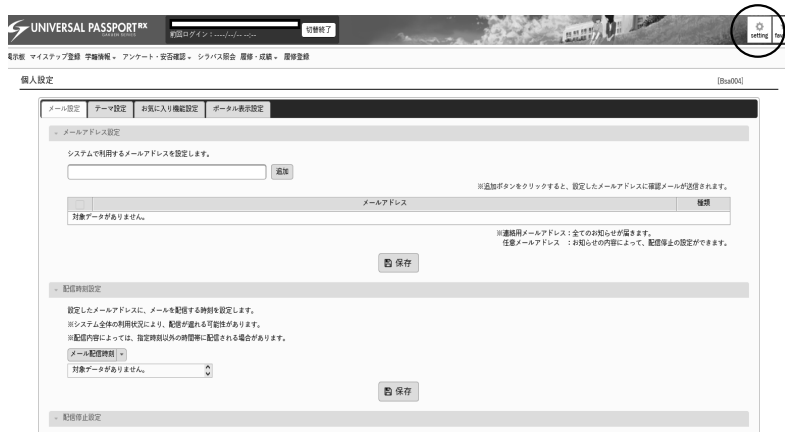 UNIVERSAL PASSPORT RX
GAKUEN SERIES
前回ログイン：----/--/-- --:--
切替終了
setting
fav
掲示板 マイステップ登録 学籍情報 アンケート・安否確認 シラバス照会 履修・成績 履修登録
個人設定
[Bsa004]
メール設定 テーマ設定 お気に入り機能設定 ポータル表示設定
メールアドレス設定
システムで利用するメールアドレスを設定します。
追加
※追加ボタンをクリックすると、設定したメールアドレスに確認メールが送信されます。
メールアドレス 種類
対象データがありません。
※連絡用メールアドレス：全てのお知らせが届きます。
任意メールアドレス ：お知らせの内容によって、配信停止の設定ができます。
保存
配信時刻設定
設定したメールアドレスに、メールを配信する時刻を設定します。
※システム全体の利用状況により、配信が遅れる可能性があります。
※配信内容によっては、指定時刻以外の時間帯に配信される場合があります。
メール配信時刻
対象データがありません。
保存
配信停止設定